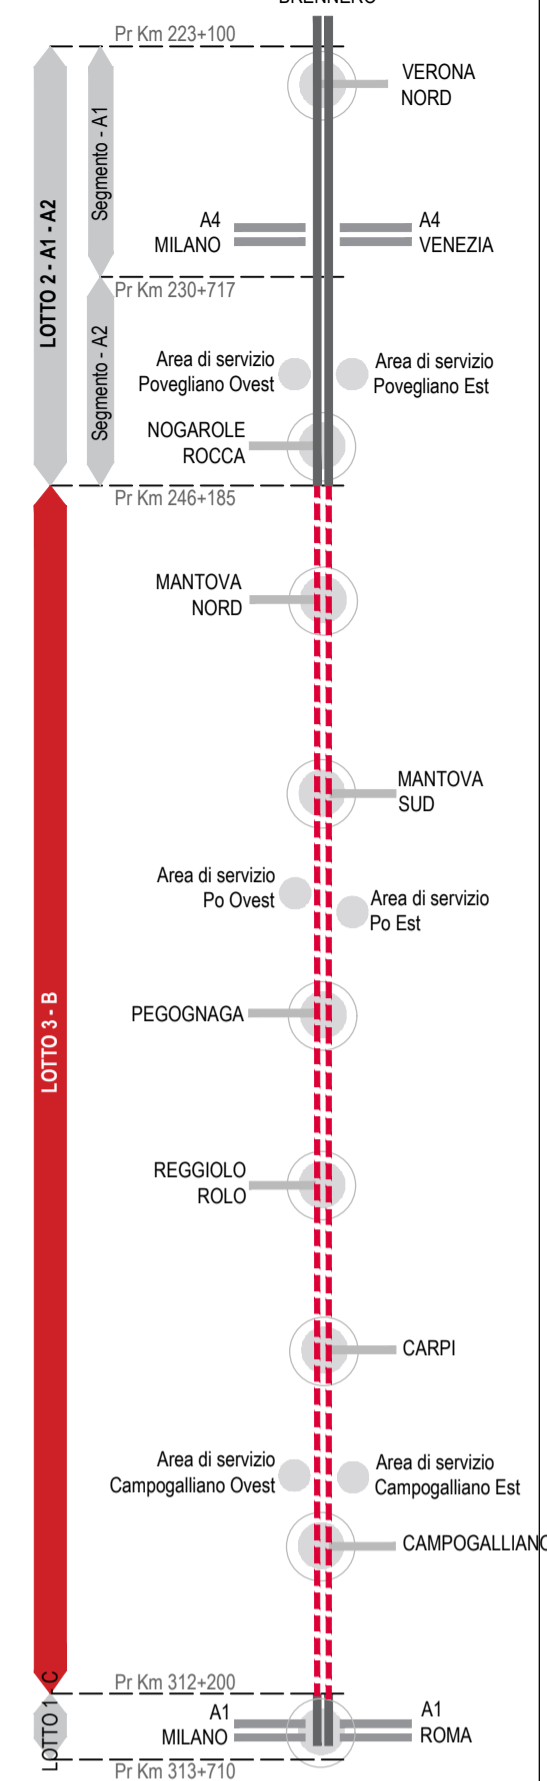 BRENNERO
Pr Km 223+100
VERONA
NORD
Segmento - A1
LOTTO 2 - A1 - A2
A4
MILANO
A4
VENEZIA
Pr Km 230+717
Segmento - A2
Area di servizio
Povegliano Ovest
Area di servizio
Povegliano Est
NOGAROLE
ROCCA
Pr Km 246+185
MANTOVA
NORD
MANTOVA
SUD
Area di servizio
Po Ovest
Area di servizio
Po Est
LOTTO 3 - B
PEGOGNAGA
REGGIOLO
ROLO
CARPI
Area di servizio
Campogalliano Ovest
Area di servizio
Campogalliano Est
CAMPOGALLIANO
Pr Km 312+200
LOTTO 1 C
A1
MILANO
A1
ROMA
Pr Km 313+710